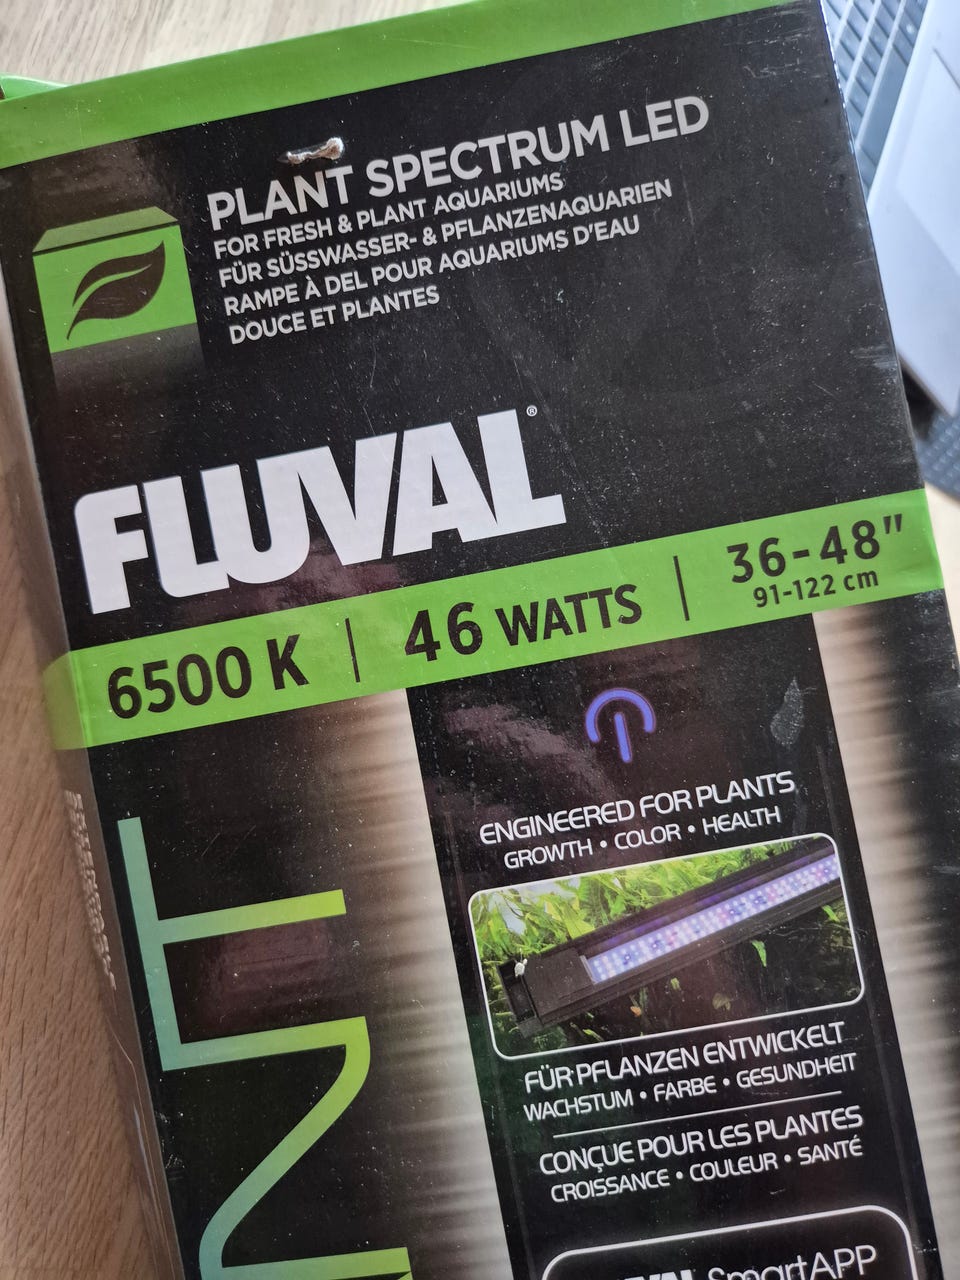 PLANT SPECTRUM LED
FOR FRESH & PLANT AQUARIUMS
FÜR SÜSSWASSER- & PFLANZENAQUARIEN
RAMPE À DEL POUR AQUARIUMS D'EAU
DOUCE ET PLANTES
FLUVAL®
6500 K | 46 WATTS | 36-48"
91-122 cm
ENGINEERED FOR PLANTS
GROWTH • COLOR • HEALTH
FÜR PFLANZEN ENTWICKELT
WACHSTUM • FARBE • GESUNDHEIT
CONÇUE POUR LES PLANTES
CROISSANCE • COULEUR • SANTÉ
SmartAPP
NT